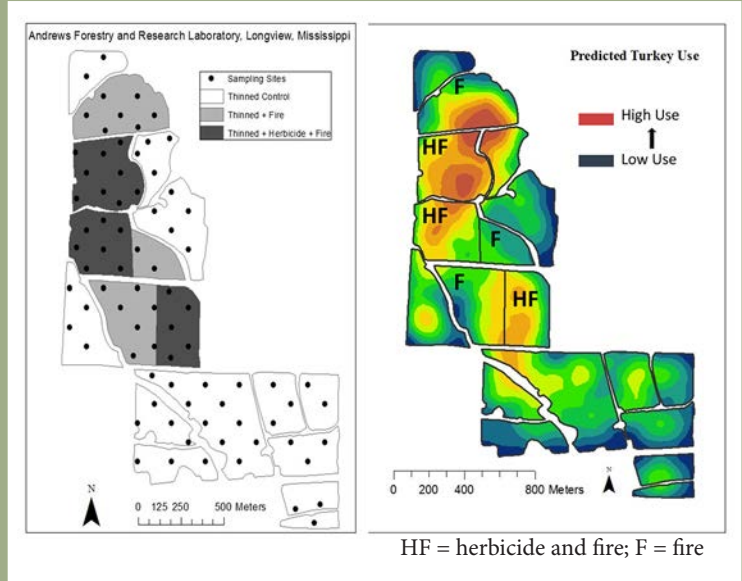 Andrews Forestry and Research Laboratory, Longview, Mississippi
Sampling Sites
Thinned Control
Thinned + Fire
Thinned + Herbicide + Fire
N
0 125 250 500 Meters
Predicted Turkey Use
High Use
Low Use
F
HF
HF
F
F
HF
0 200 400 800 Meters
N
HF = herbicide and fire; F = fire